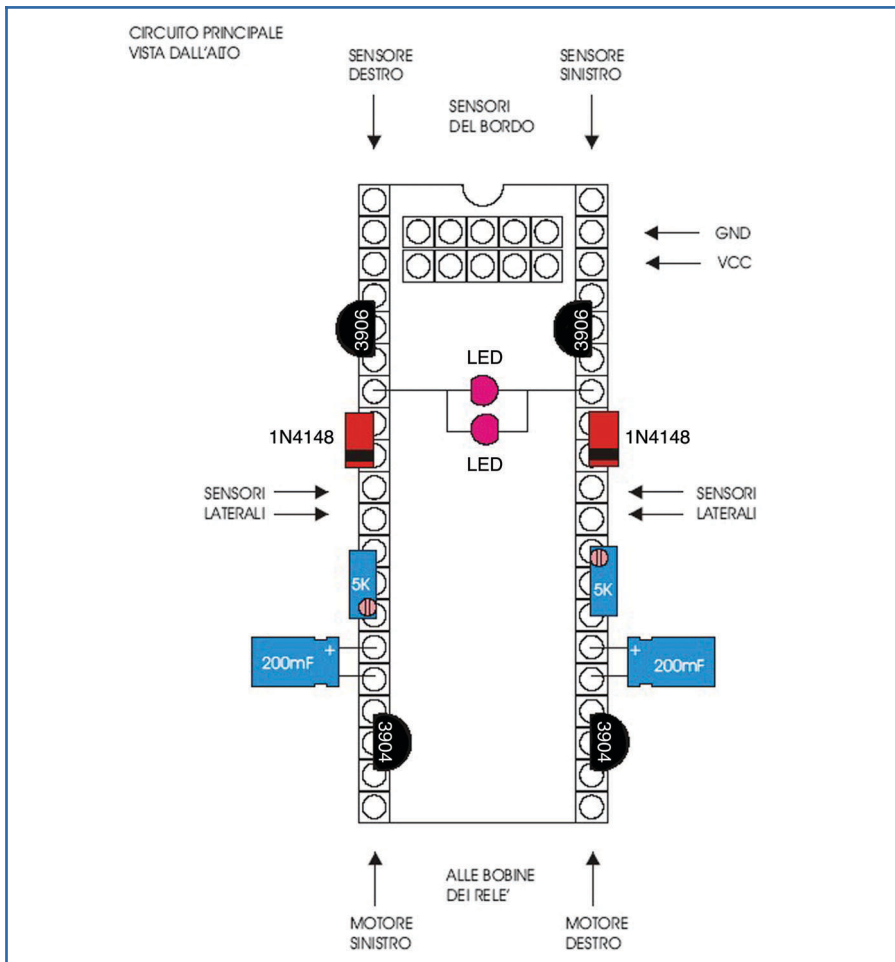 CIRCUITO PRINCIPALE
VISTA DALL'ALTO
SENSORE
DESTRO
SENSORE
SINISTRO
SENSORI
DEL BORDO
GND
VCC
3906
3906
LED
1N4148
1N4148
LED
SENSORI
LATERALI
SENSORI
LATERALI
5K
5K
+
200mF
+
200mF
3904
3904
ALLE BOBINE
DEI RELE'
MOTORE
SINISTRO
MOTORE
DESTRO